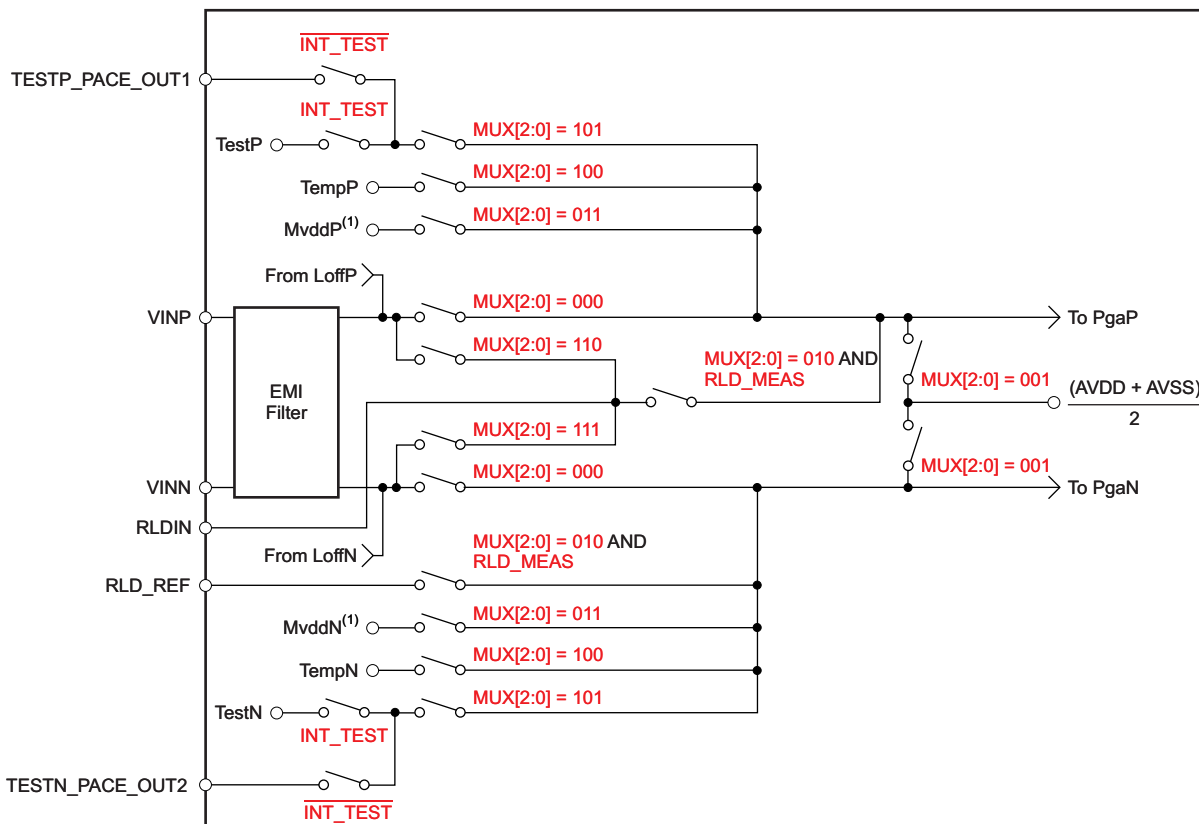 INT_TEST
TESTP_PACE_OUT1
INT_TEST
TestP
MUX[2:0] = 101
TempP
MUX[2:0] = 100
MvddP(1)
MUX[2:0] = 011
From LoffP
VINP
MUX[2:0] = 000
To PgaP
MUX[2:0] = 110
MUX[2:0] = 010 AND
RLD_MEAS
EMI
Filter
MUX[2:0] = 001
(AVDD + AVSS)
2
MUX[2:0] = 111
MUX[2:0] = 001
VINN
MUX[2:0] = 000
To PgaN
RLDIN
From LoffN
MUX[2:0] = 010 AND
RLD_MEAS
RLD_REF
MvddN(1)
MUX[2:0] = 011
TempN
MUX[2:0] = 100
TestN
MUX[2:0] = 101
INT_TEST
TESTN_PACE_OUT2
INT_TEST